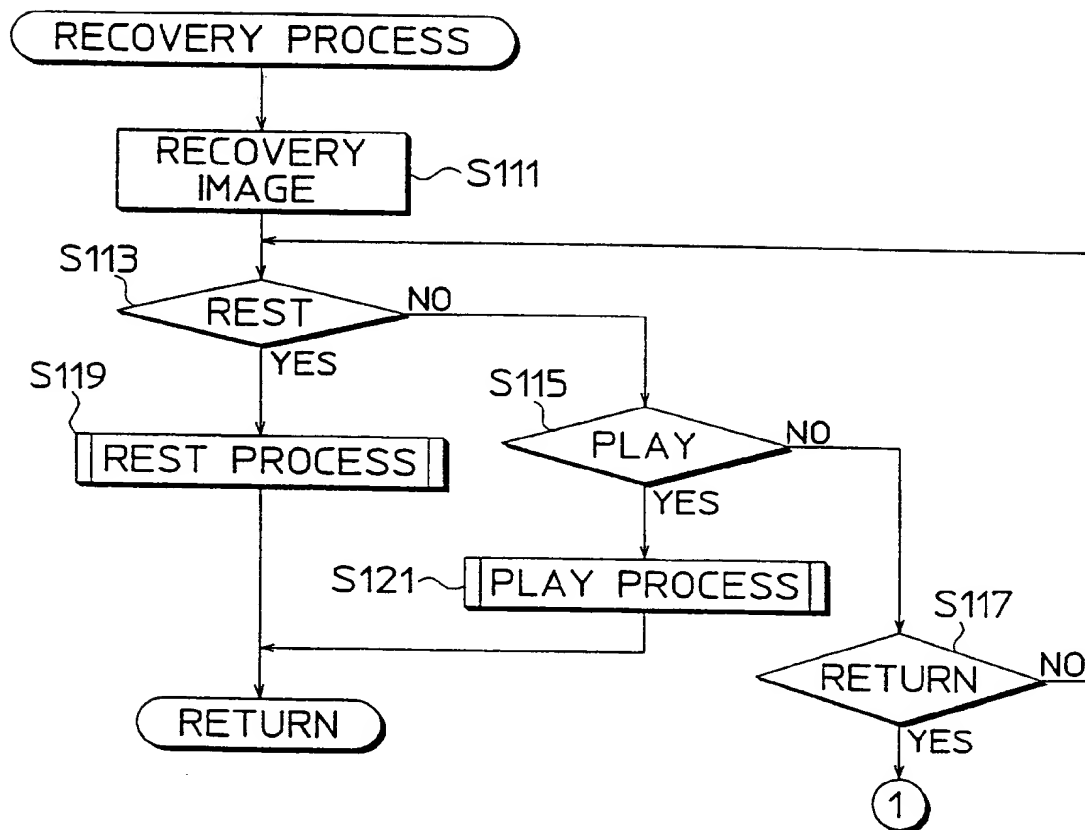 RECOVERY PROCESS
RECOVERY
IMAGE
S111
S113
REST
NO
YES
S119
REST PROCESS
S115
PLAY
NO
YES
S121
PLAY PROCESS
S117
RETURN
NO
YES
RETURN
1